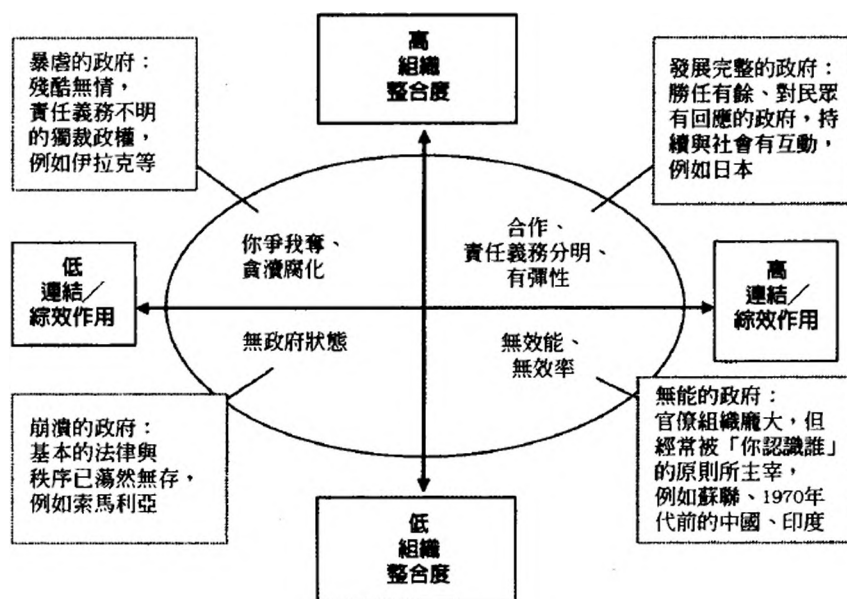 高
組織
整合度
暴虐的政府：
殘酷無情，
責任義務不明
的獨裁政權，
例如伊拉克等
發展完整的政府：
勝任有餘、對民眾
有回應的政府，持
續與社會有互動，
例如日本
你爭我奪、
貪瀆腐化
合作、
責任義務分明、
有彈性
低
連結／
綜效作用
高
連結／
綜效作用
無政府狀態
無效能、
無效率
崩潰的政府：
基本的法律與
秩序已蕩然無存，
例如索馬利亞
無能的政府：
官僚組織龐大，但
經常被「你認識誰」
的原則所主宰，
例如蘇聯、1970年
代前的中國、印度
低
組織
整合度